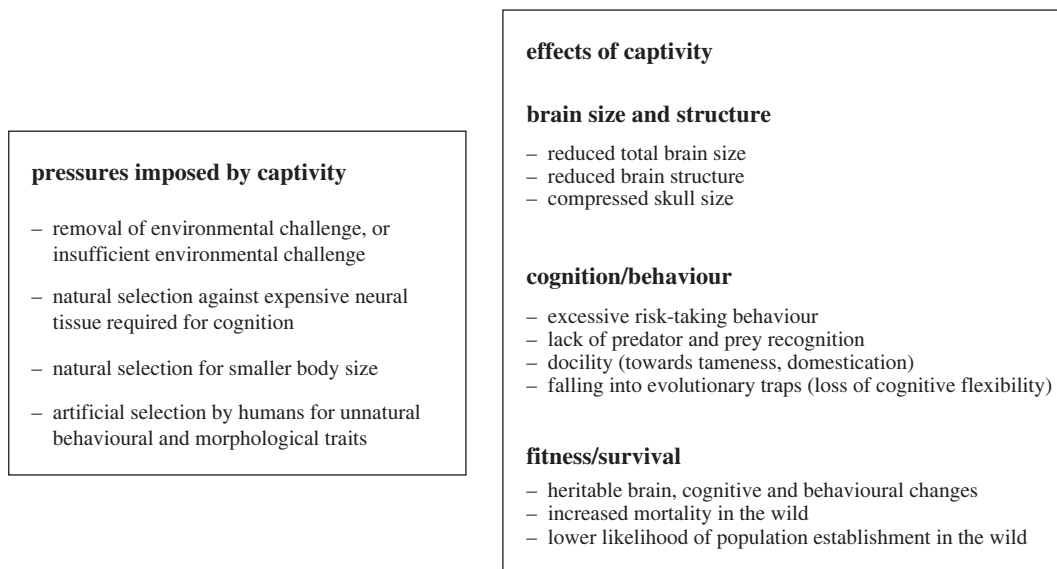 pressures imposed by captivity
– removal of environmental challenge, or
insufficient environmental challenge
– natural selection against expensive neural
tissue required for cognition
– natural selection for smaller body size
– artificial selection by humans for unnatural
behavioural and morphological traits
effects of captivity
brain size and structure
– reduced total brain size
– reduced brain structure
– compressed skull size
cognition/behaviour
– excessive risk-taking behaviour
– lack of predator and prey recognition
– docility (towards tameness, domestication)
– falling into evolutionary traps (loss of cognitive flexibility)
fitness/survival
– heritable brain, cognitive and behavioural changes
– increased mortality in the wild
– lower likelihood of population establishment in the wild